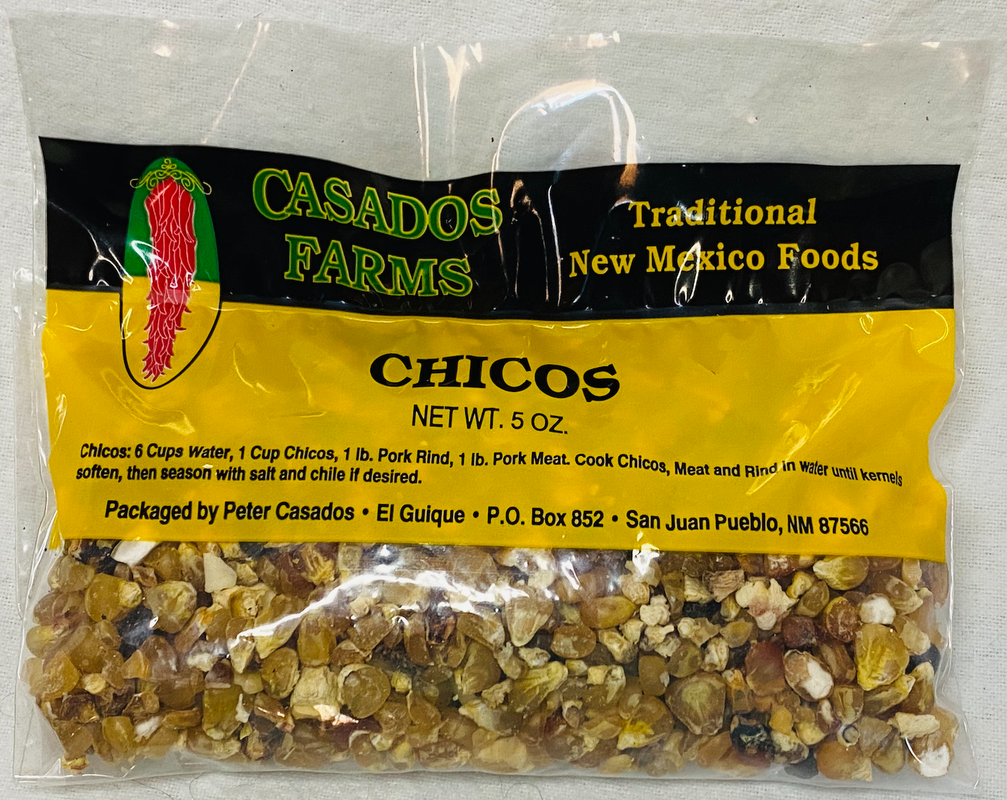 CASADOS
FARMS
Traditional
New Mexico Foods
CHICOS
NET WT. 5 OZ.
Chicos: 6 Cups Water, 1 Cup Chicos, 1 lb. Pork Rind, 1 lb. Pork Meat. Cook Chicos, Meat and Rind in water until kernels
soften, then season with salt and chile if desired.
Packaged by Peter Casados • El Guique • P.O. Box 852 • San Juan Pueblo, NM 87566